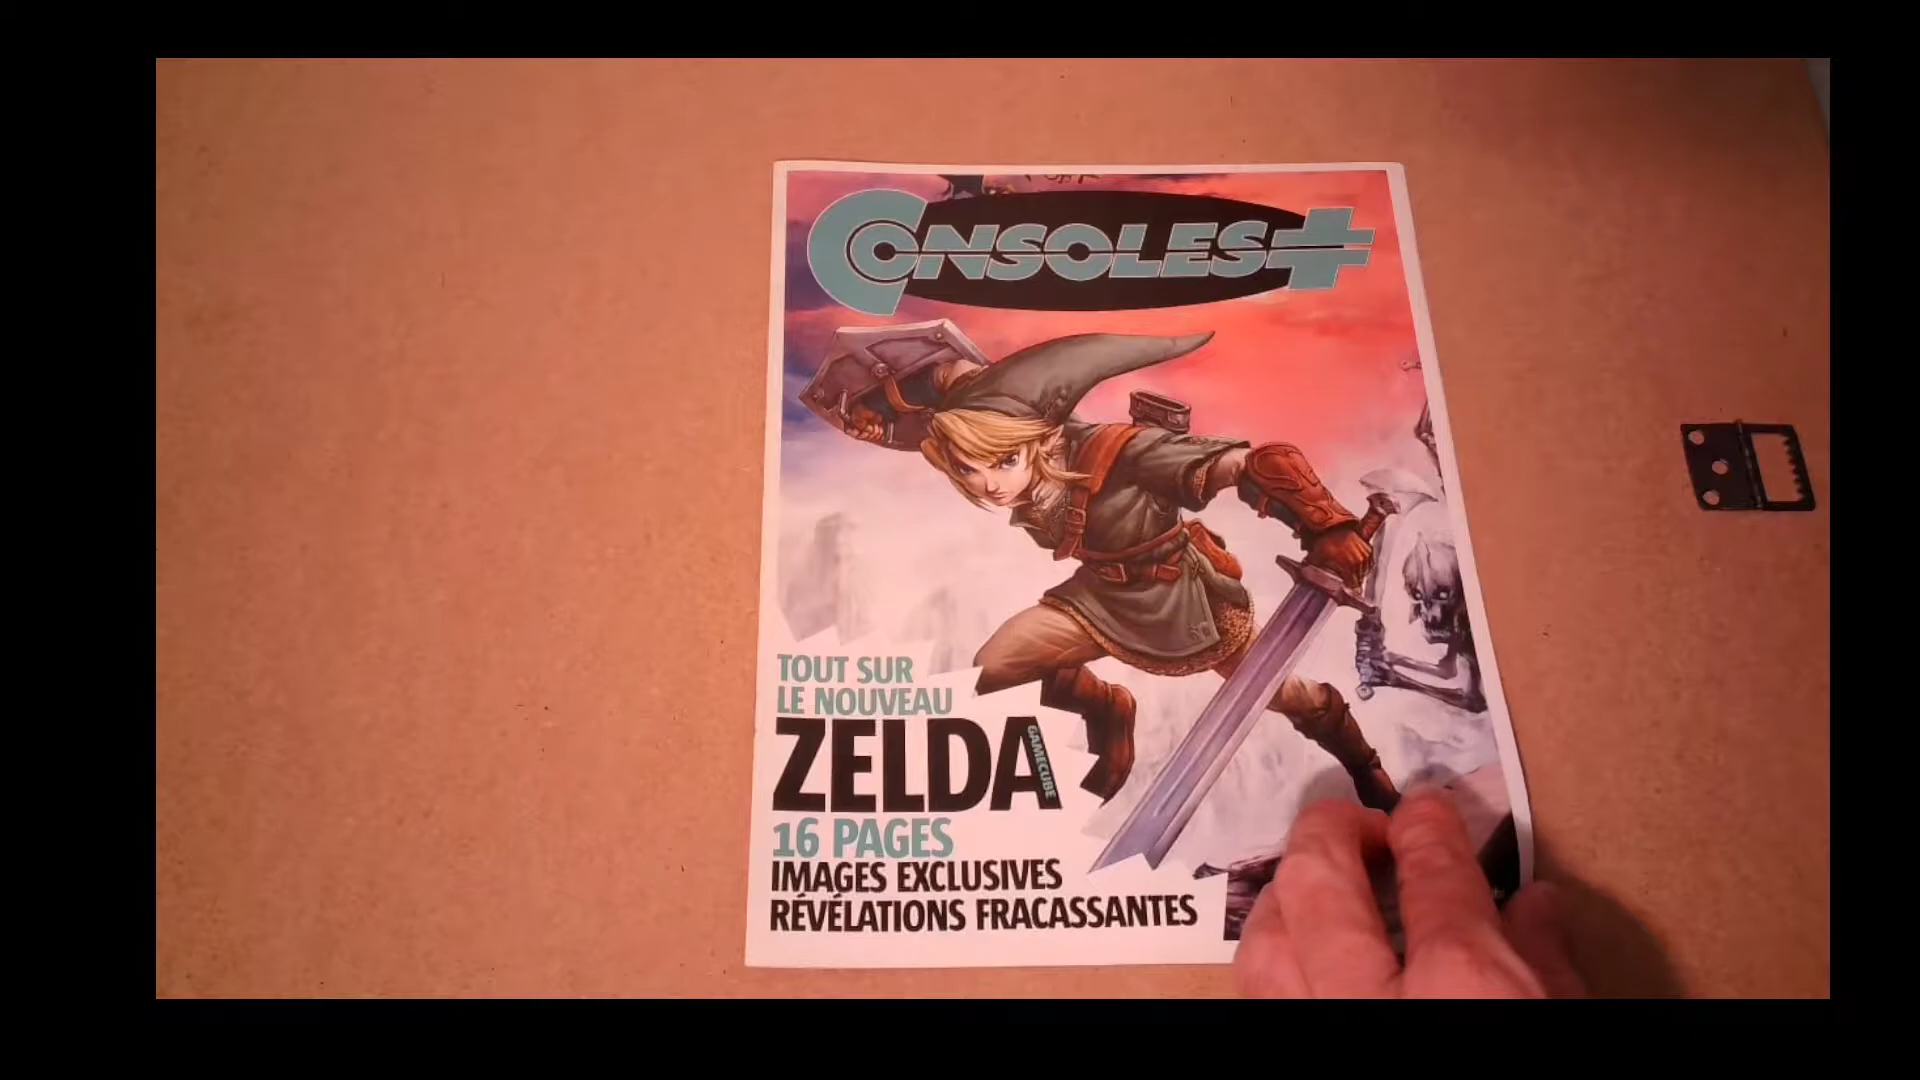 CONSOLES+
TOUT SUR
LE NOUVEAU
ZELDA
GAMECUBE
16 PAGES
IMAGES EXCLUSIVES
RÉVÉLATIONS FRACASSANTES